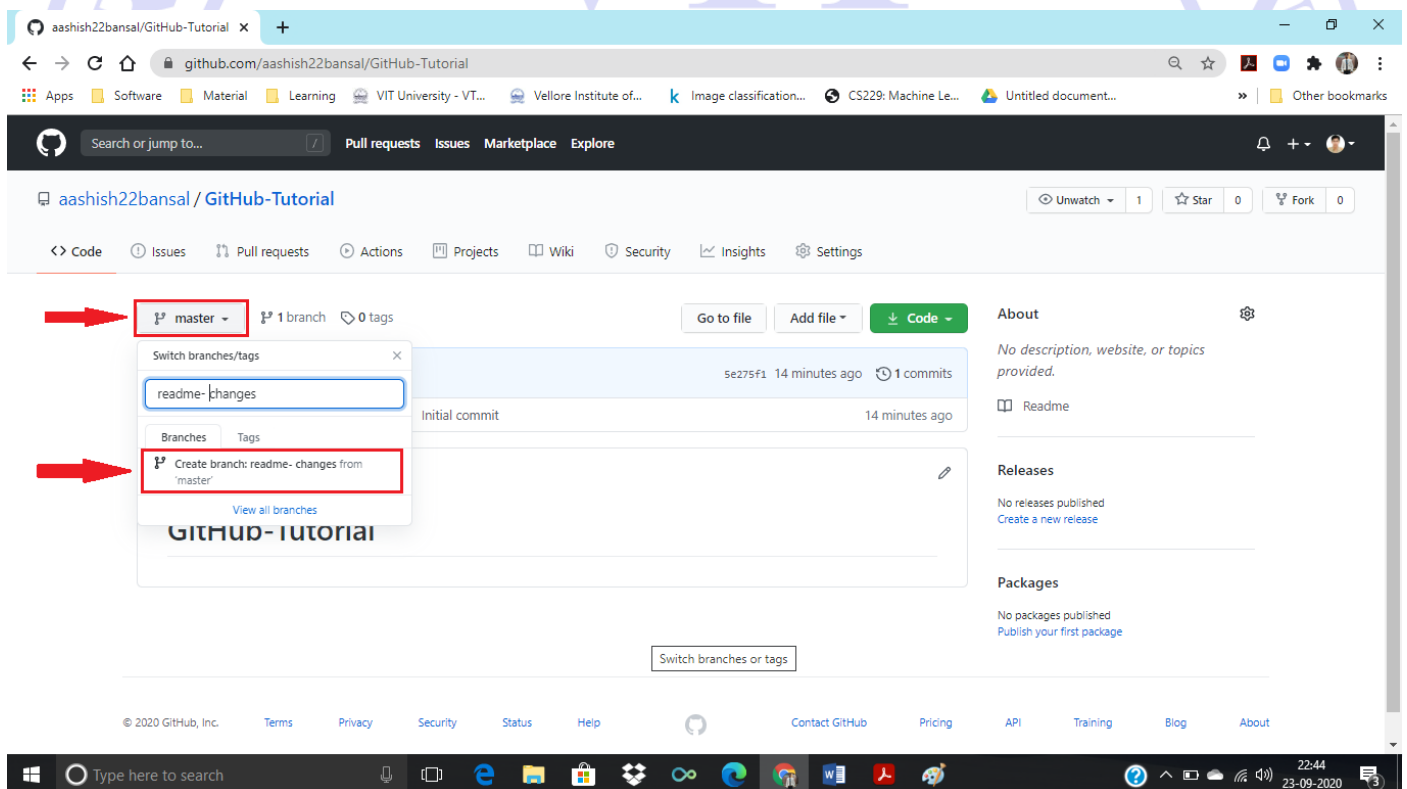 aashish22bansal/GitHub-Tutorial
github.com/aashish22bansal/GitHub-Tutorial
Apps Software Material Learning VIT University - VT... Vellore Institute of... k Image classification... CS229: Machine Le... Untitled document... » Other bookmarks
Search or jump to... / Pull requests Issues Marketplace Explore
aashish22bansal / GitHub-Tutorial Unwatch 1 Star 0 Fork 0
<> Code Issues Pull requests Actions Projects Wiki Security Insights Settings
master 1 branch 0 tags Go to file Add file Code
Switch branches/tags
readme- changes
5e275f1 14 minutes ago 1 commits
Initial commit 14 minutes ago
Branches Tags
Create branch: readme- changes from
'master'
View all branches
GitHub-Tutorial
About
No description, website, or topics
provided.
Readme
Releases
No releases published
Create a new release
Packages
No packages published
Publish your first package
Switch branches or tags
© 2020 GitHub, Inc. Terms Privacy Security Status Help Contact GitHub Pricing API Training Blog About
Type here to search
22:44
23-09-2020
3